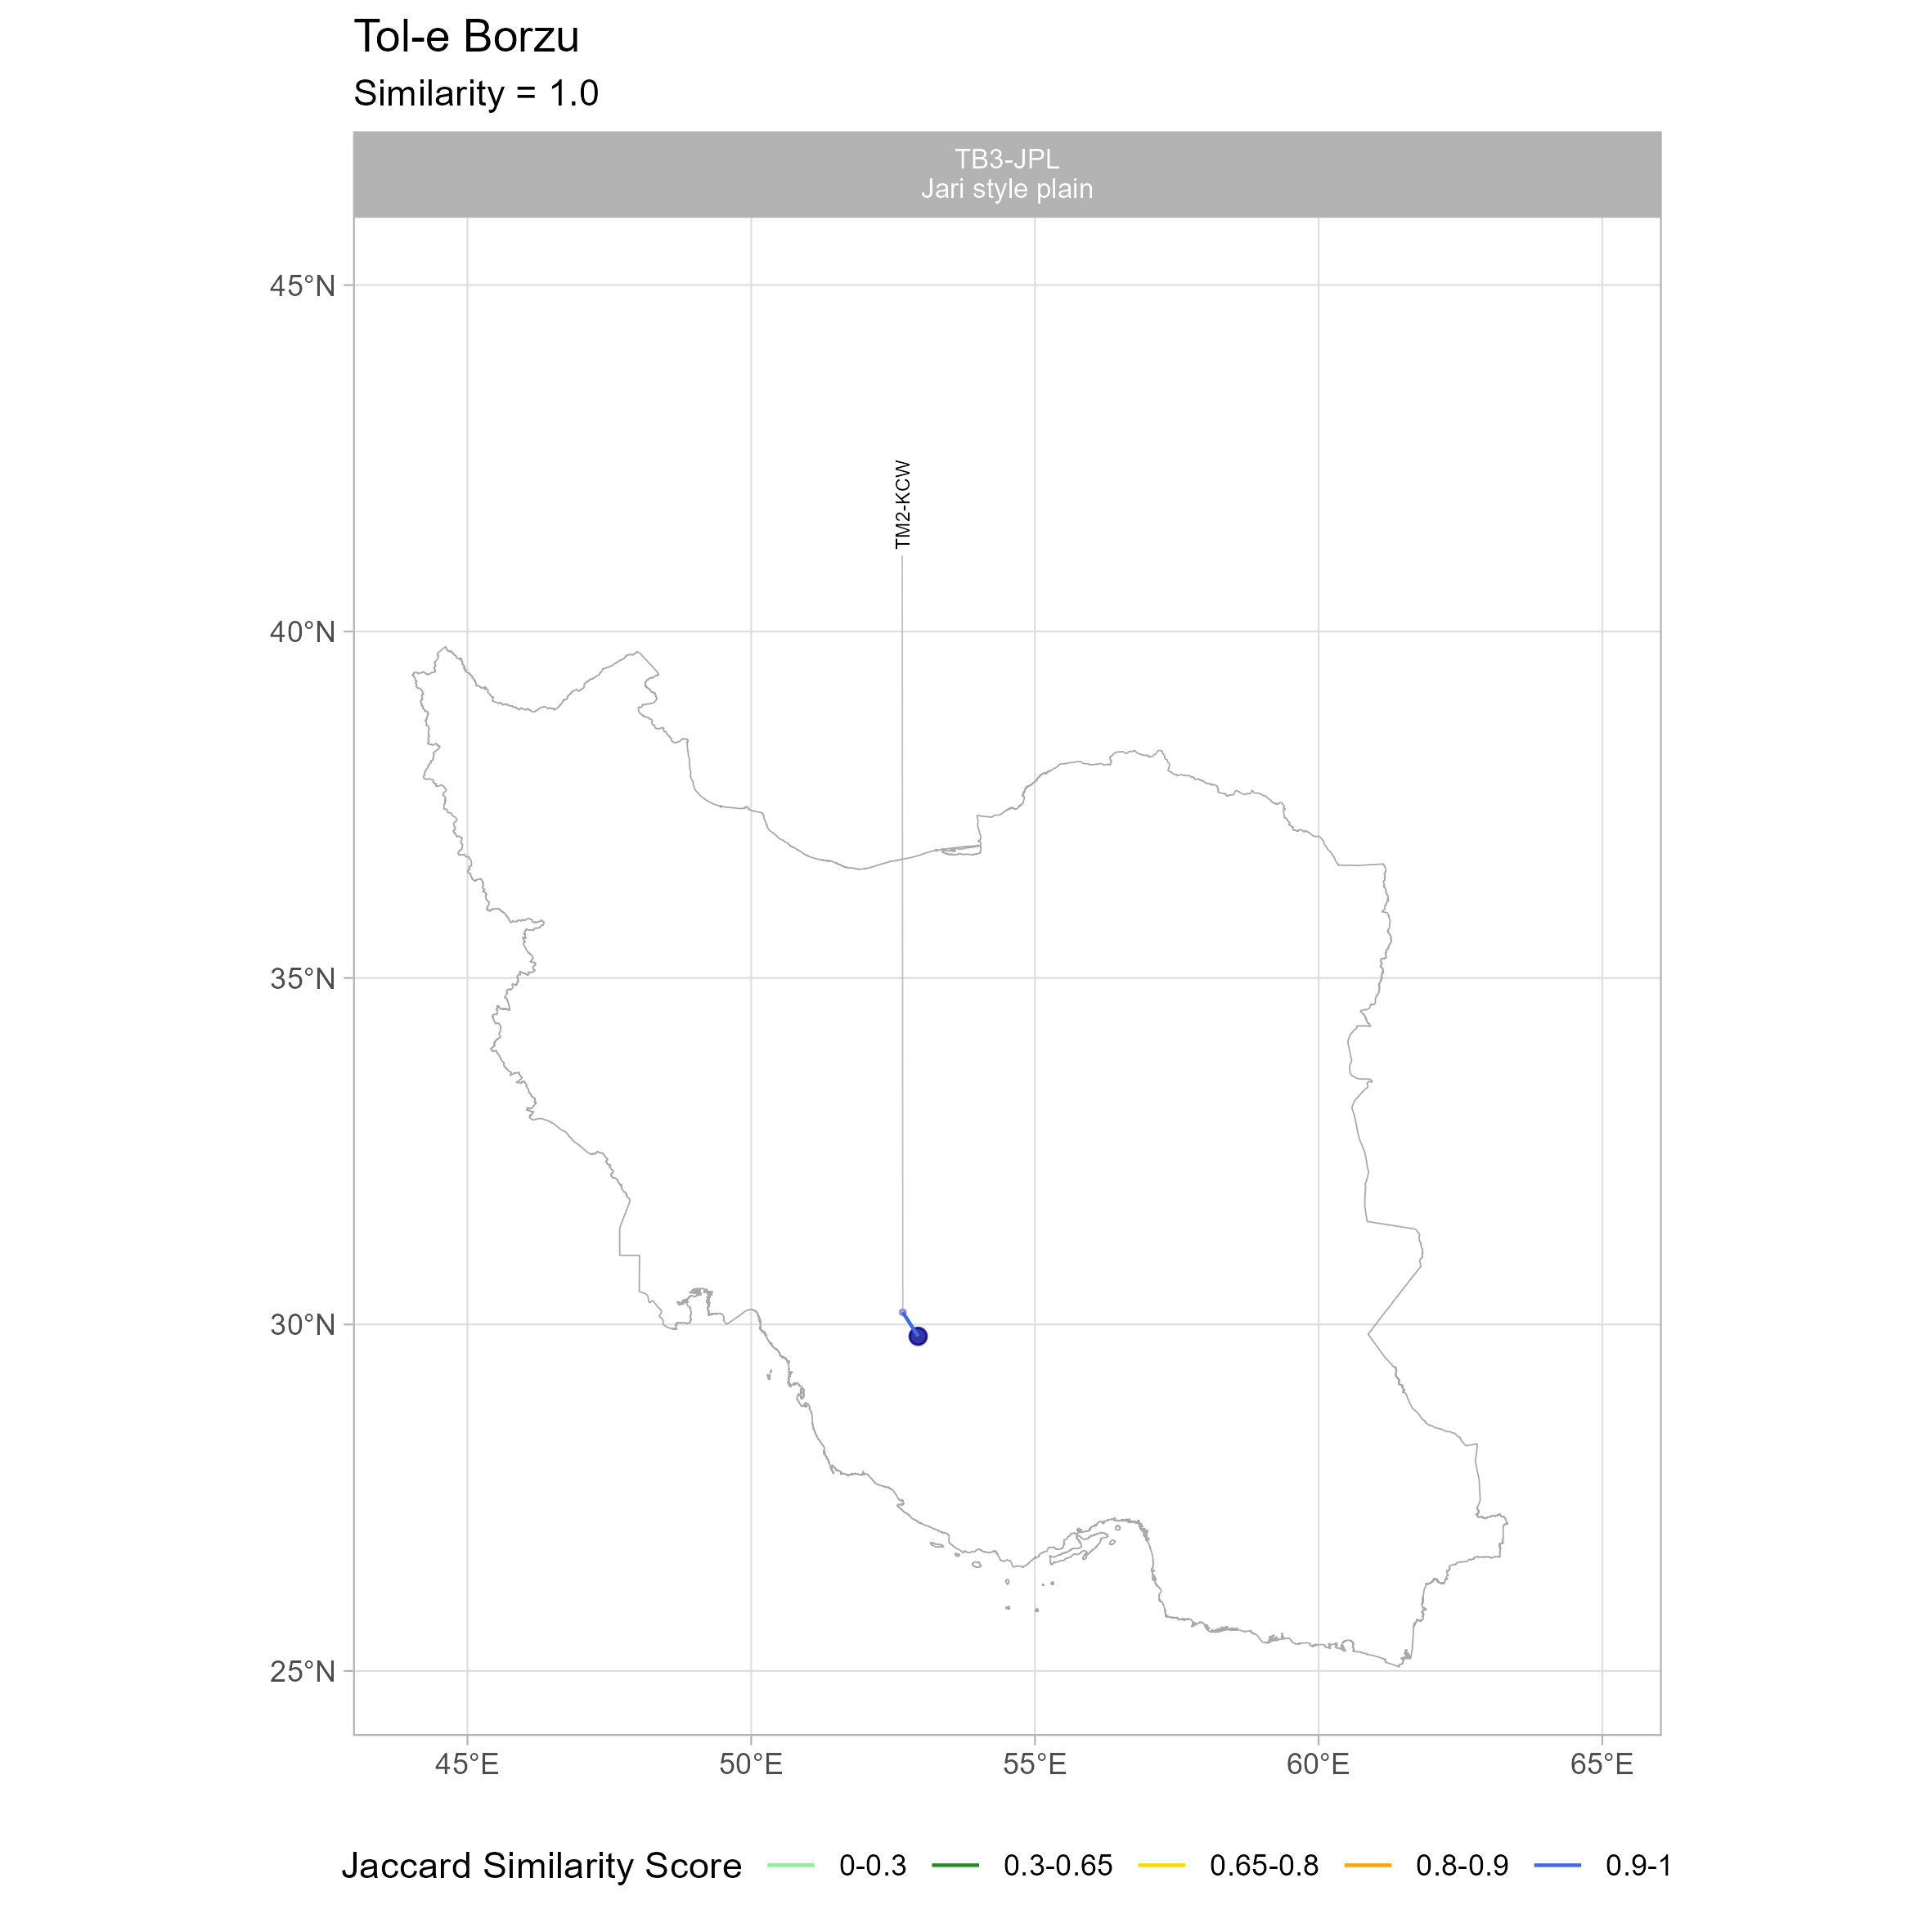 Tol-e Borzu
Similarity = 1.0
TB3-JPL
Jari style plain
TM2-KCW
45°N
40°N
35°N
30°N
25°N
45°E 50°E 55°E 60°E 65°E
Jaccard Similarity Score 0-0.3 0.3-0.65 0.65-0.8 0.8-0.9 0.9-1